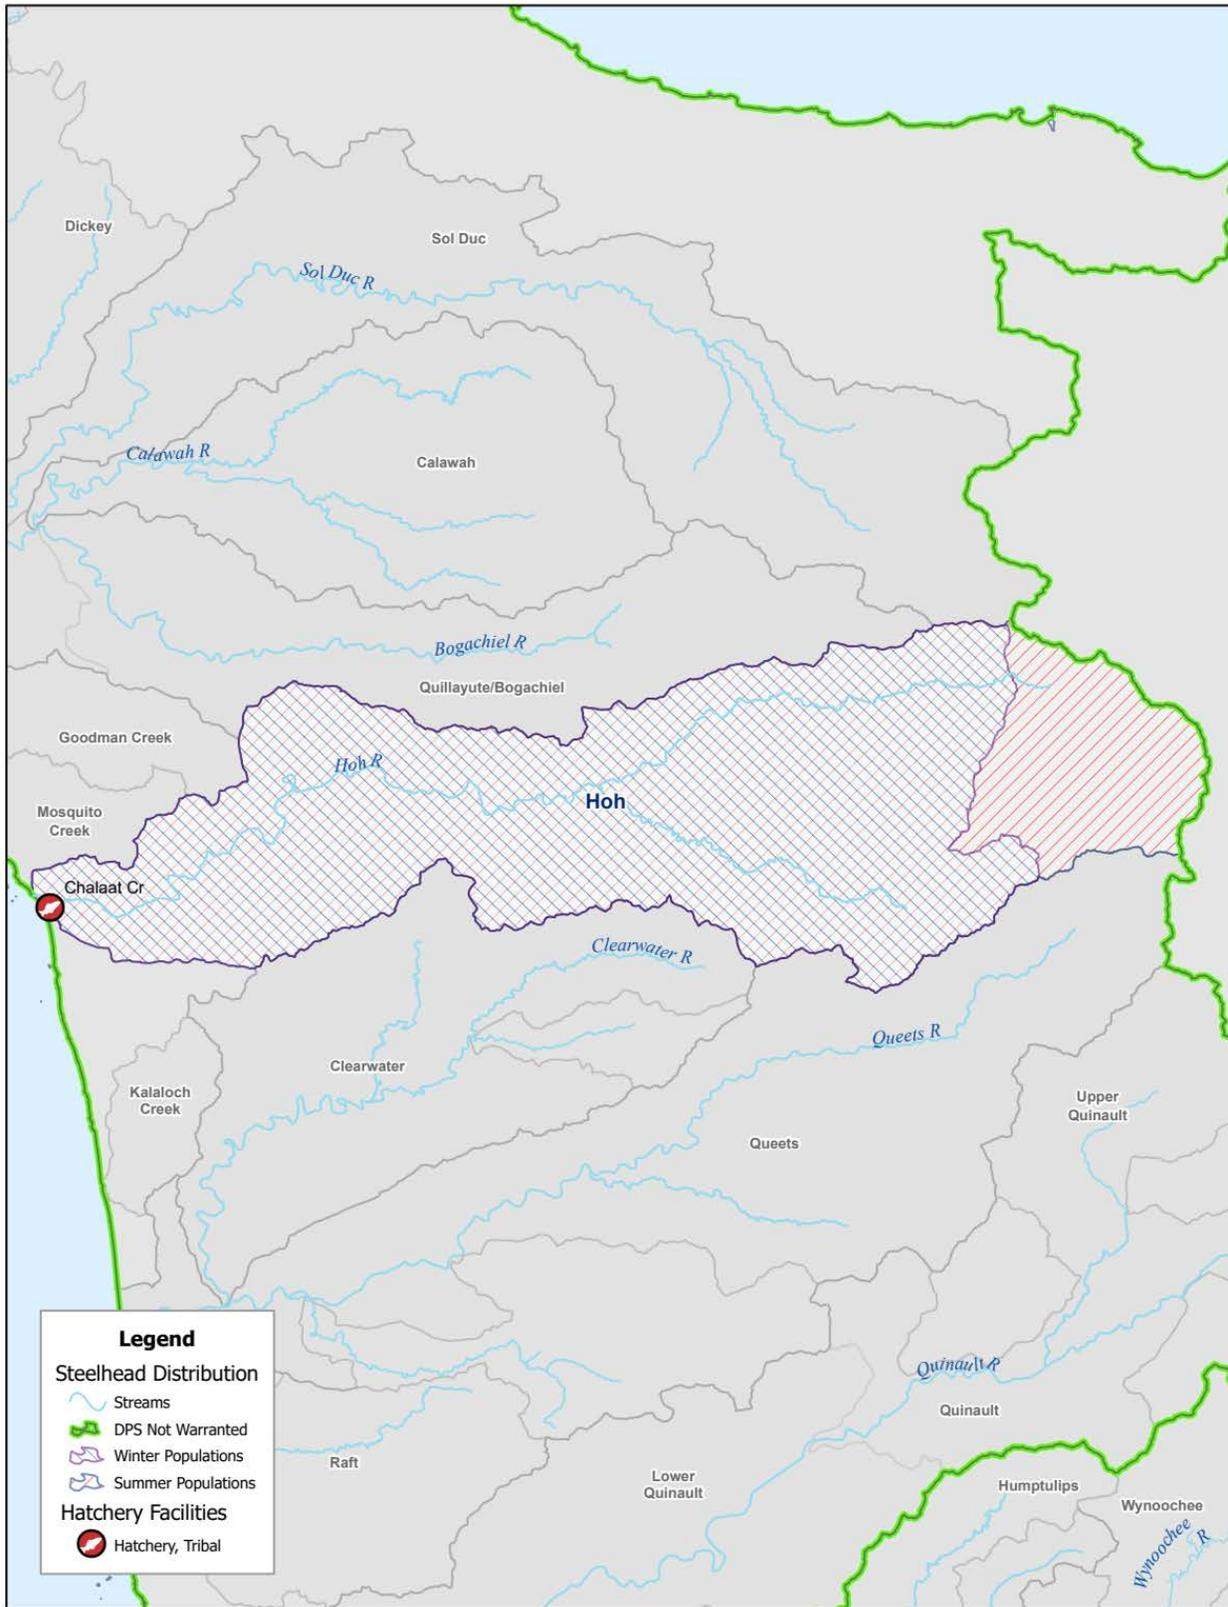 Dickey
Sol Duc
Sol Duc R
Calawah R
Calawah
Bogachiel R
Quillayute/Bogachiel
Goodman Creek
Hoh R
Hoh
Mosquito
Creek
Chalaat Cr
Clearwater R
Queets R
Clearwater
Kalaloch
Creek
Upper
Quinault
Queets
Quinault R
Quinault
Raft
Lower
Quinault
Humptulips
Wynoochee
Wynoochee
R
Legend
Steelhead Distribution
Streams
DPS Not Warranted
Winter Populations
Summer Populations
Hatchery Facilities
Hatchery, Tribal